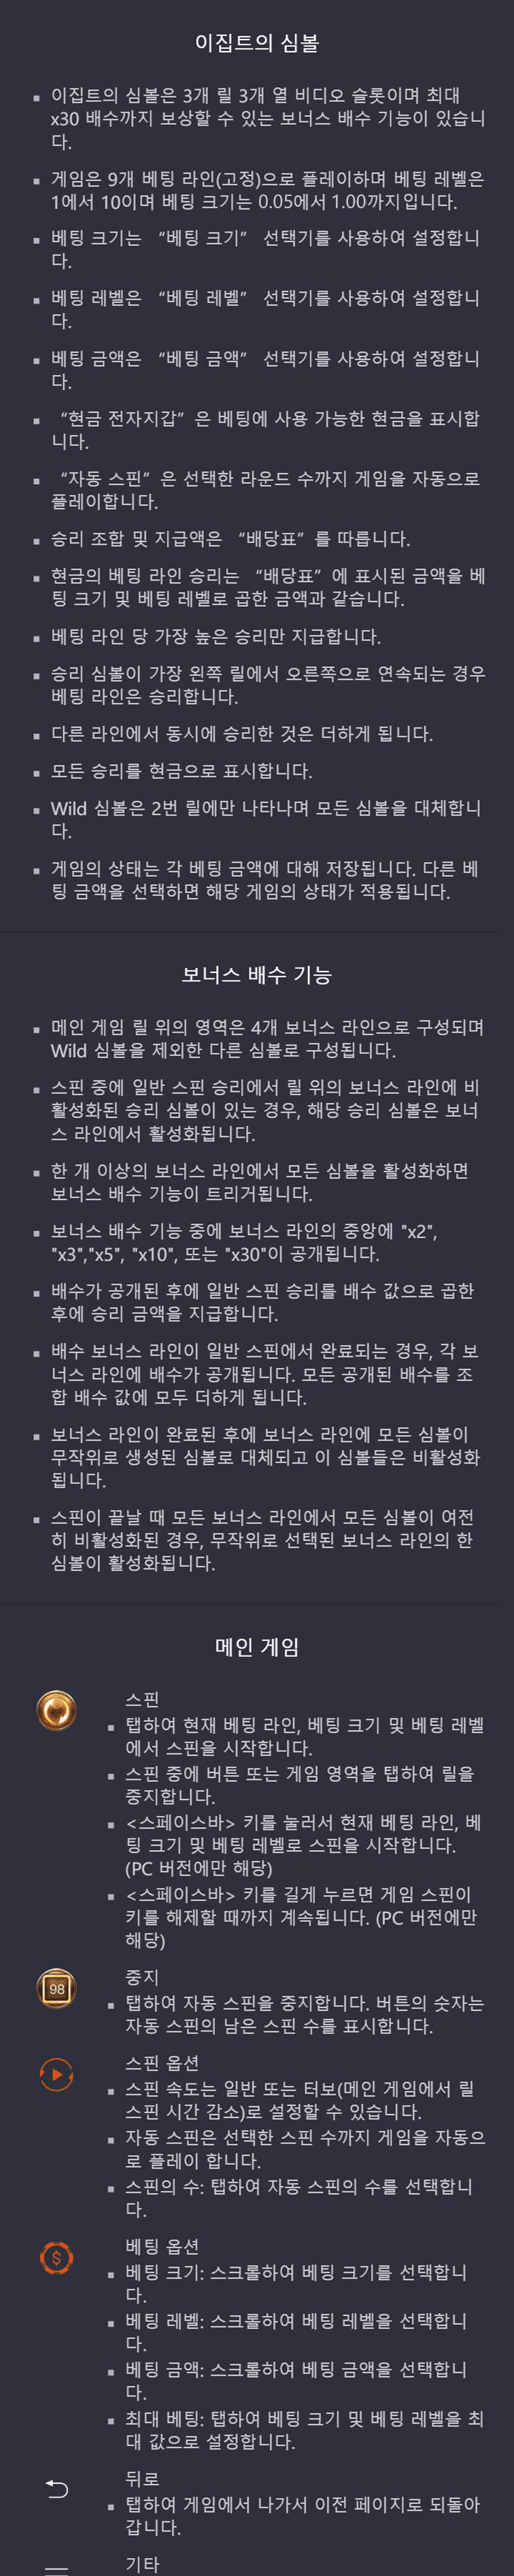 이집트의 심볼
▪ 이집트의 심볼은 3개 릴 3개 열 비디오 슬롯이며 최대
x30 배수까지 보상할 수 있는 보너스 배수 기능이 있습니
다.
▪ 게임은 9개 베팅 라인(고정)으로 플레이하며 베팅 레벨은
1에서 10이며 베팅 크기는 0.05에서 1.00까지입니다.
▪ 베팅 크기는 “베팅 크기” 선택기를 사용하여 설정합니
다.
▪ 베팅 레벨은 “베팅 레벨” 선택기를 사용하여 설정합니
다.
▪ 베팅 금액은 “베팅 금액” 선택기를 사용하여 설정합니
다.
▪ “현금 전자지갑”은 베팅에 사용 가능한 현금을 표시합
니다.
▪ “자동 스핀”은 선택한 라운드 수까지 게임을 자동으로
플레이합니다.
▪ 승리 조합 및 지급액은 “배당표”를 따릅니다.
▪ 현금의 베팅 라인 승리는 “배당표”에 표시된 금액을 베
팅 크기 및 베팅 레벨로 곱한 금액과 같습니다.
▪ 베팅 라인 당 가장 높은 승리만 지급합니다.
▪ 승리 심볼이 가장 왼쪽 릴에서 오른쪽으로 연속되는 경우
베팅 라인은 승리합니다.
▪ 다른 라인에서 동시에 승리한 것은 더하게 됩니다.
▪ 모든 승리를 현금으로 표시합니다.
▪ Wild 심볼은 2번 릴에만 나타나며 모든 심볼을 대체합니
다.
▪ 게임의 상태는 각 베팅 금액에 대해 저장됩니다. 다른 베
팅 금액을 선택하면 해당 게임의 상태가 적용됩니다.
보너스 배수 기능
▪ 메인 게임 릴 위의 영역은 4개 보너스 라인으로 구성되며
Wild 심볼을 제외한 다른 심볼로 구성됩니다.
▪ 스핀 중에 일반 스핀 승리에서 릴 위의 보너스 라인에 비
활성화된 승리 심볼이 있는 경우, 해당 승리 심볼은 보너
스 라인에서 활성화됩니다.
▪ 한 개 이상의 보너스 라인에서 모든 심볼을 활성화하면
보너스 배수 기능이 트리거됩니다.
▪ 보너스 배수 기능 중에 보너스 라인의 중앙에 "x2",
"x3","x5", "x10", 또는 "x30"이 공개됩니다.
▪ 배수가 공개된 후에 일반 스핀 승리를 배수 값으로 곱한
후에 승리 금액을 지급합니다.
▪ 배수 보너스 라인이 일반 스핀에서 완료되는 경우, 각 보
너스 라인에 배수가 공개됩니다. 모든 공개된 배수를 조
합 배수 값에 모두 더하게 됩니다.
▪ 보너스 라인이 완료된 후에 보너스 라인에 모든 심볼이
무작위로 생성된 심볼로 대체되고 이 심볼들은 비활성화
됩니다.
▪ 스핀이 끝날 때 모든 보너스 라인에서 모든 심볼이 여전
히 비활성화된 경우, 무작위로 선택된 보너스 라인의 한
심볼이 활성화됩니다.
메인 게임
스핀
▪ 탭하여 현재 베팅 라인, 베팅 크기 및 베팅 레벨
에서 스핀을 시작합니다.
▪ 스핀 중에 버튼 또는 게임 영역을 탭하여 릴을
중지합니다.
▪ <스페이스바> 키를 눌러서 현재 베팅 라인, 베
팅 크기 및 베팅 레벨로 스핀을 시작합니다.
(PC 버전에만 해당)
▪ <스페이스바> 키를 길게 누르면 게임 스핀이
키를 해제할 때까지 계속됩니다. (PC 버전에만
해당)
98
중지
▪ 탭하여 자동 스핀을 중지합니다. 버튼의 숫자는
자동 스핀의 남은 스핀 수를 표시합니다.
스핀 옵션
▪ 스핀 속도는 일반 또는 터보(메인 게임에서 릴
스핀 시간 감소)로 설정할 수 있습니다.
▪ 자동 스핀은 선택한 스핀 수까지 게임을 자동으
로 플레이 합니다.
▪ 스핀의 수: 탭하여 자동 스핀의 수를 선택합니
다.
$
베팅 옵션
▪ 베팅 크기: 스크롤하여 베팅 크기를 선택합니
다.
▪ 베팅 레벨: 스크롤하여 베팅 레벨을 선택합니
다.
▪ 베팅 금액: 스크롤하여 베팅 금액을 선택합니
다.
▪ 최대 베팅: 탭하여 베팅 크기 및 베팅 레벨을 최
대 값으로 설정합니다.
뒤로
▪ 탭하여 게임에서 나가서 이전 페이지로 되돌아
갑니다.
기타